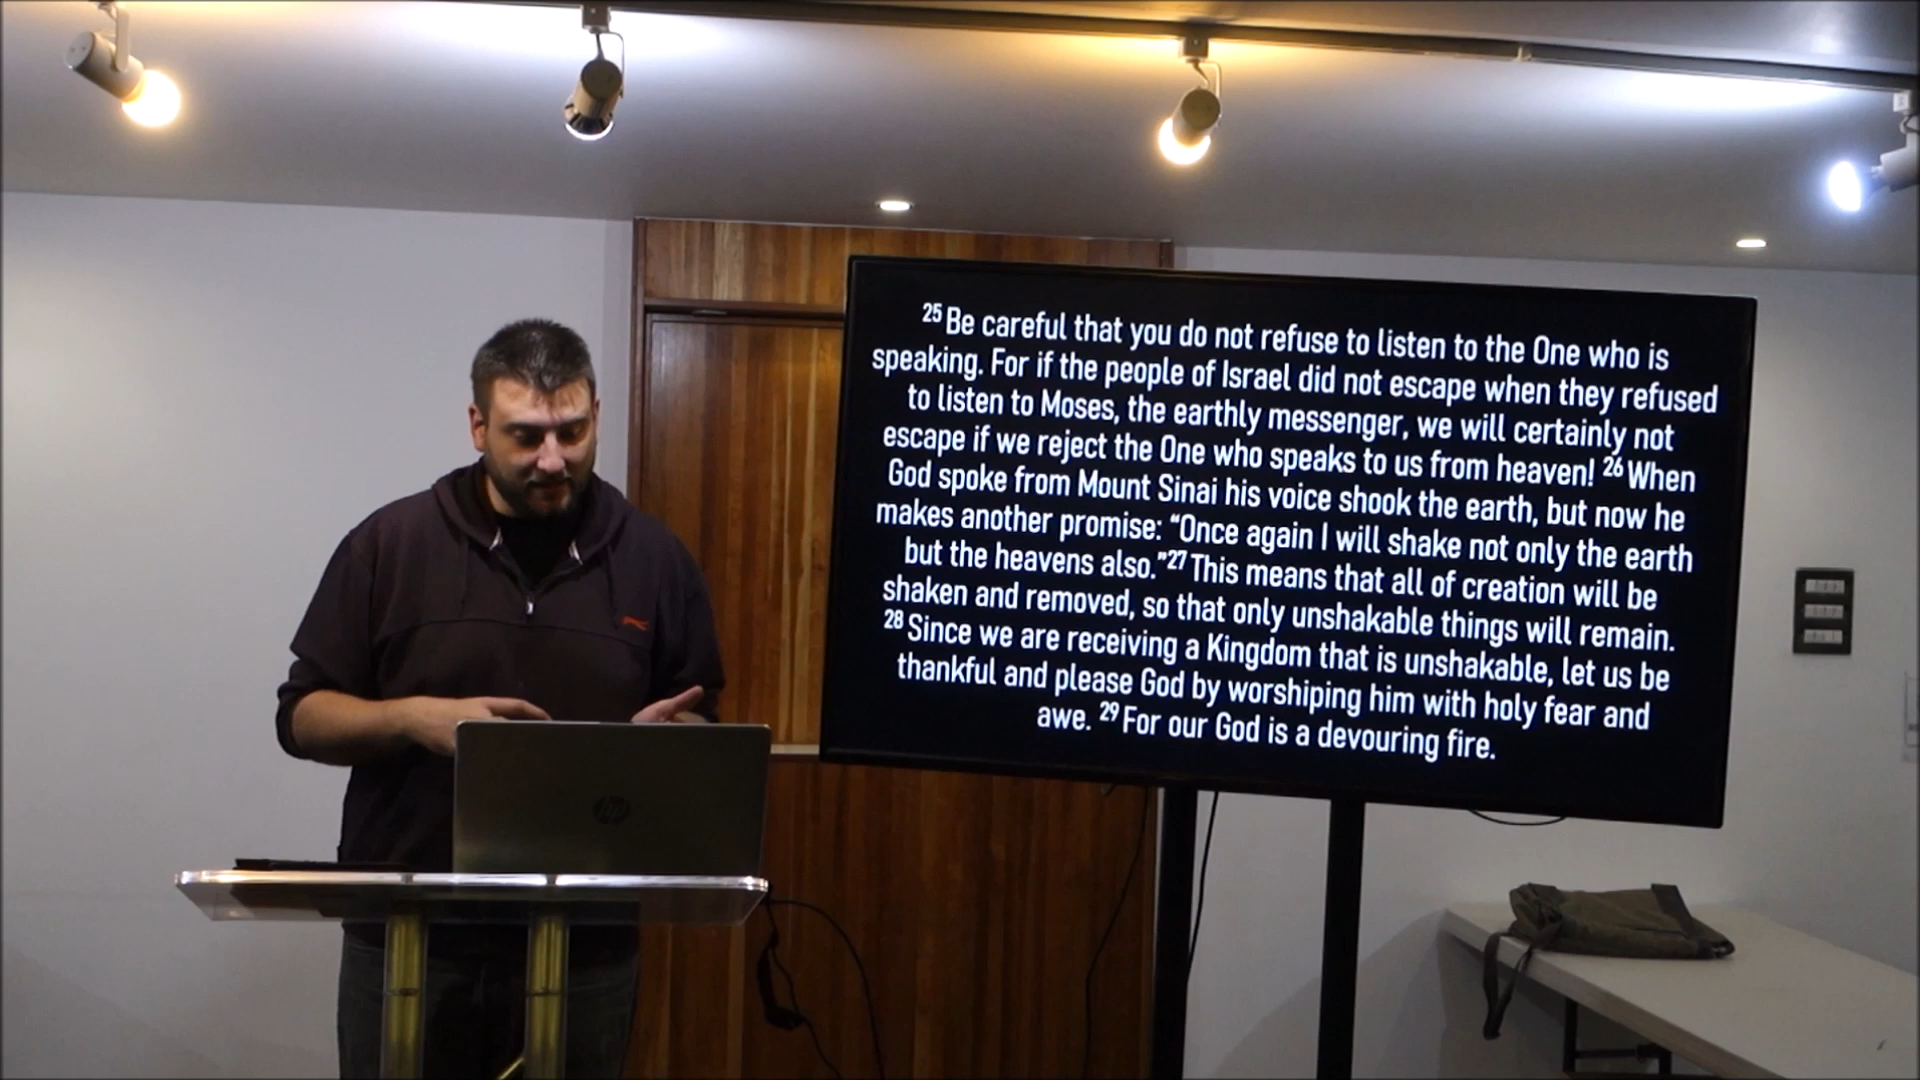 25 Be careful that you do not refuse to listen to the One who is
speaking. For if the people of Israel did not escape when they refused
to listen to Moses, the earthly messenger, we will certainly not
escape if we reject the One who speaks to us from heaven! 26 When
God spoke from Mount Sinai his voice shook the earth, but now he
makes another promise: “Once again I will shake not only the earth
but the heavens also.”27 This means that all of creation will be
shaken and removed, so that only unshakable things will remain.
28 Since we are receiving a Kingdom that is unshakable, let us be
thankful and please God by worshiping him with holy fear and
awe. 29 For our God is a devouring fire.
hp